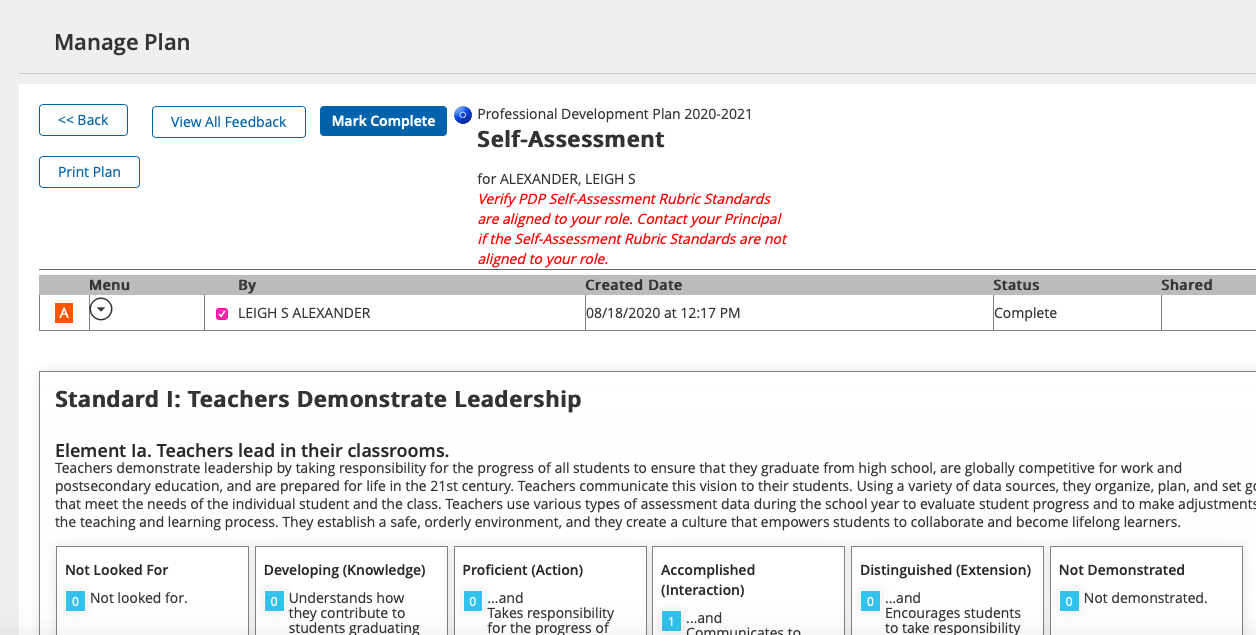 Manage Plan
<< Back
View All Feedback
Mark Complete
Print Plan
Professional Development Plan 2020-2021
Self-Assessment
for ALEXANDER, LEIGH S
Verify PDP Self-Assessment Rubric Standards
are aligned to your role. Contact your Principal
if the Self-Assessment Rubric Standards are not
aligned to your role.
Menu By Created Date Status Shared
A LEIGH S ALEXANDER 08/18/2020 at 12:17 PM Complete
Standard I: Teachers Demonstrate Leadership
Element Ia. Teachers lead in their classrooms.
Teachers demonstrate leadership by taking responsibility for the progress of all students to ensure that they graduate from high school, are globally competitive for work and
postsecondary education, and are prepared for life in the 21st century. Teachers communicate this vision to their students. Using a variety of data sources, they organize, plan, and set
that meet the needs of the individual student and the class. Teachers use various types of assessment data during the school year to evaluate student progress and to make adjustments
the teaching and learning process. They establish a safe, orderly environment, and they create a culture that empowers students to collaborate and become lifelong learners.
Not Looked For
0 Not looked for.
Developing (Knowledge)
0 Understands how
they contribute to
students graduating
Proficient (Action)
0 ...and
Takes responsibility
for the progress of
Accomplished
(Interaction)
1 ...and
Communicates to
Distinguished (Extension)
0 ...and
Encourages students
to take responsibility
Not Demonstrated
0 Not demonstrated.